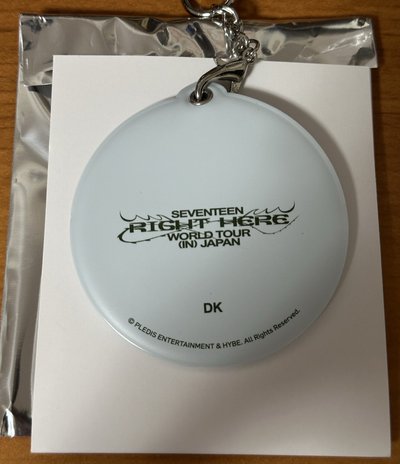 SEVENTEEN
RIGHT HERE
WORLD TOUR
(IN) JAPAN
DK
© PLEDIS ENTERTAINMENT & HYBE. All Rights Reserved.